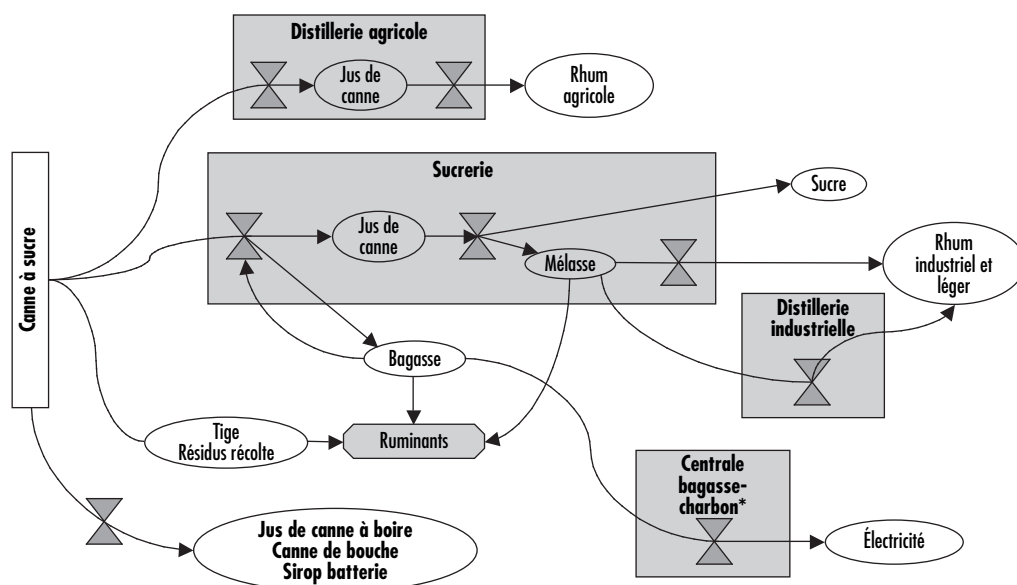 Distillerie agricole
Jus de
canne
Rhum
agricole
Canne à sucre
Sucrerie
Jus de
canne
Sucre
Mélasse
Rhum
industriel et
léger
Distillerie
industrielle
Bagasse
Tige
Résidus récolte
Ruminants
Centrale
bagasse-
charbon*
Électricité
Jus de canne à boire
Canne de bouche
Sirop batterie